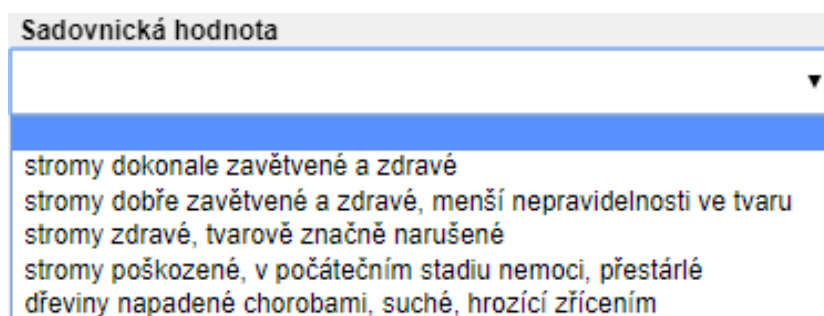 Sadovnická hodnota
stromy dokonale zavětvené a zdravé
stromy dobře zavětvené a zdravé, menší nepravidelnosti ve tvaru
stromy zdravé, tvarově značně narušené
stromy poškozené, v počátečním stadiu nemoci, přestárlé
dřeviny napadené chorobami, suché, hrozící zřícením